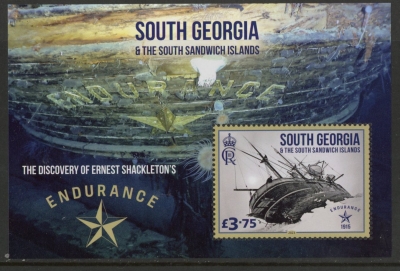 SOUTH GEORGIA
& THE SOUTH SANDWICH ISLANDS
ENDURANCE
SOUTH GEORGIA
& THE SOUTH SANDWICH ISLANDS
THE DISCOVERY OF ERNEST SHACKLETON'S
ENDURANCE
£3.75
ENDURANCE
1915